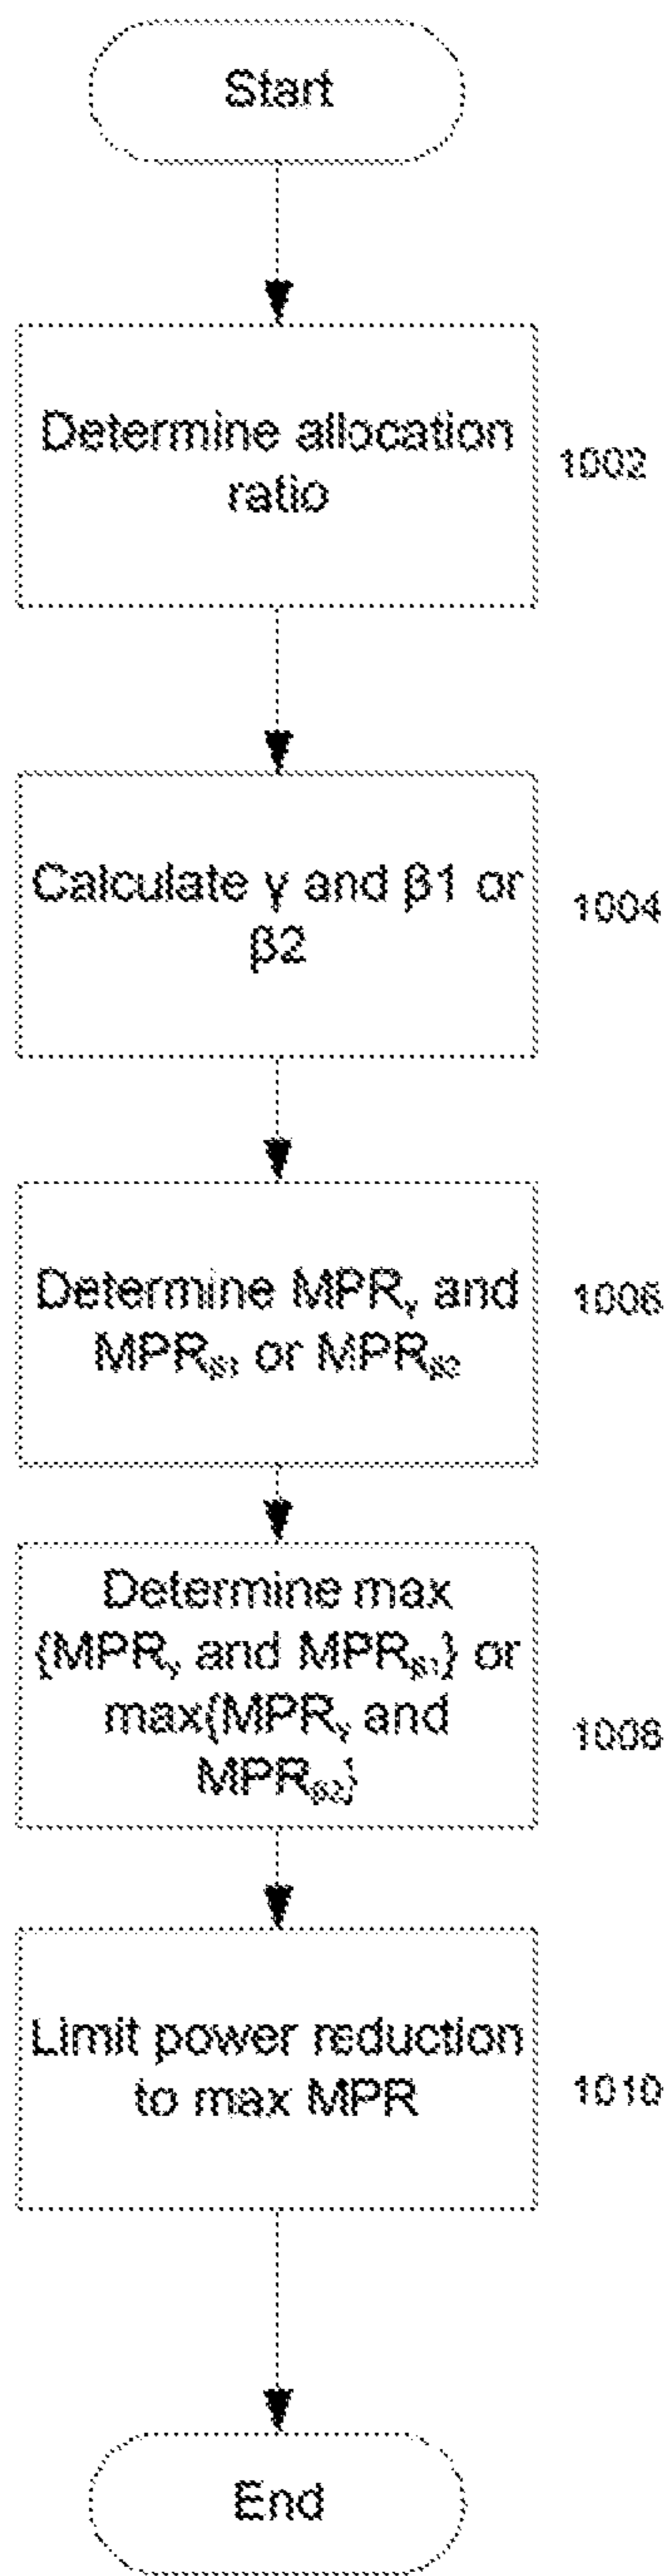 Start
Determine allocation
ratio
1002
Calculate γ and β1 or
β2
1004
Determine MPRγ and
MPRβ1 or MPRβ2
1006
Determine max
{MPRγ and MPRβ1} or
max{MPRγ and
MPRβ2}
1008
Limit power reduction
to max MPR
1010
End